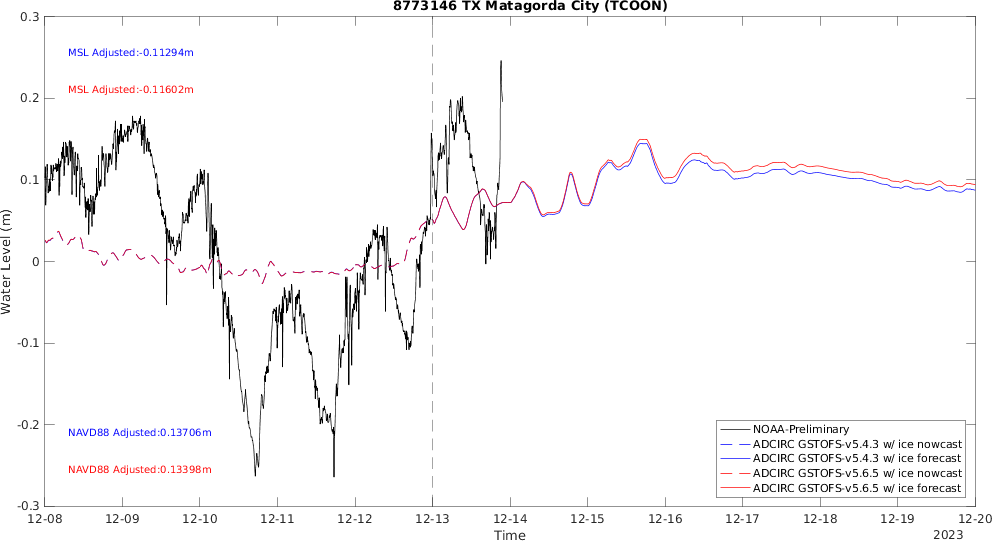 8773146 TX Matagorda City (TCOON)
0.3
0.2
0.1
0
-0.1
-0.2
-0.3
Water Level (m)
MSL Adjusted:-0.11294m
MSL Adjusted:-0.11602m
NAVD88 Adjusted:0.13706m
NAVD88 Adjusted:0.13398m
NOAA-Preliminary
ADCIRC GSTOFS-v5.4.3 w/ ice nowcast
ADCIRC GSTOFS-v5.4.3 w/ ice forecast
ADCIRC GSTOFS-v5.6.5 w/ ice nowcast
ADCIRC GSTOFS-v5.6.5 w/ ice forecast
12-08 12-09 12-10 12-11 12-12 12-13 12-14 12-15 12-16 12-17 12-18 12-19 12-20
Time
2023